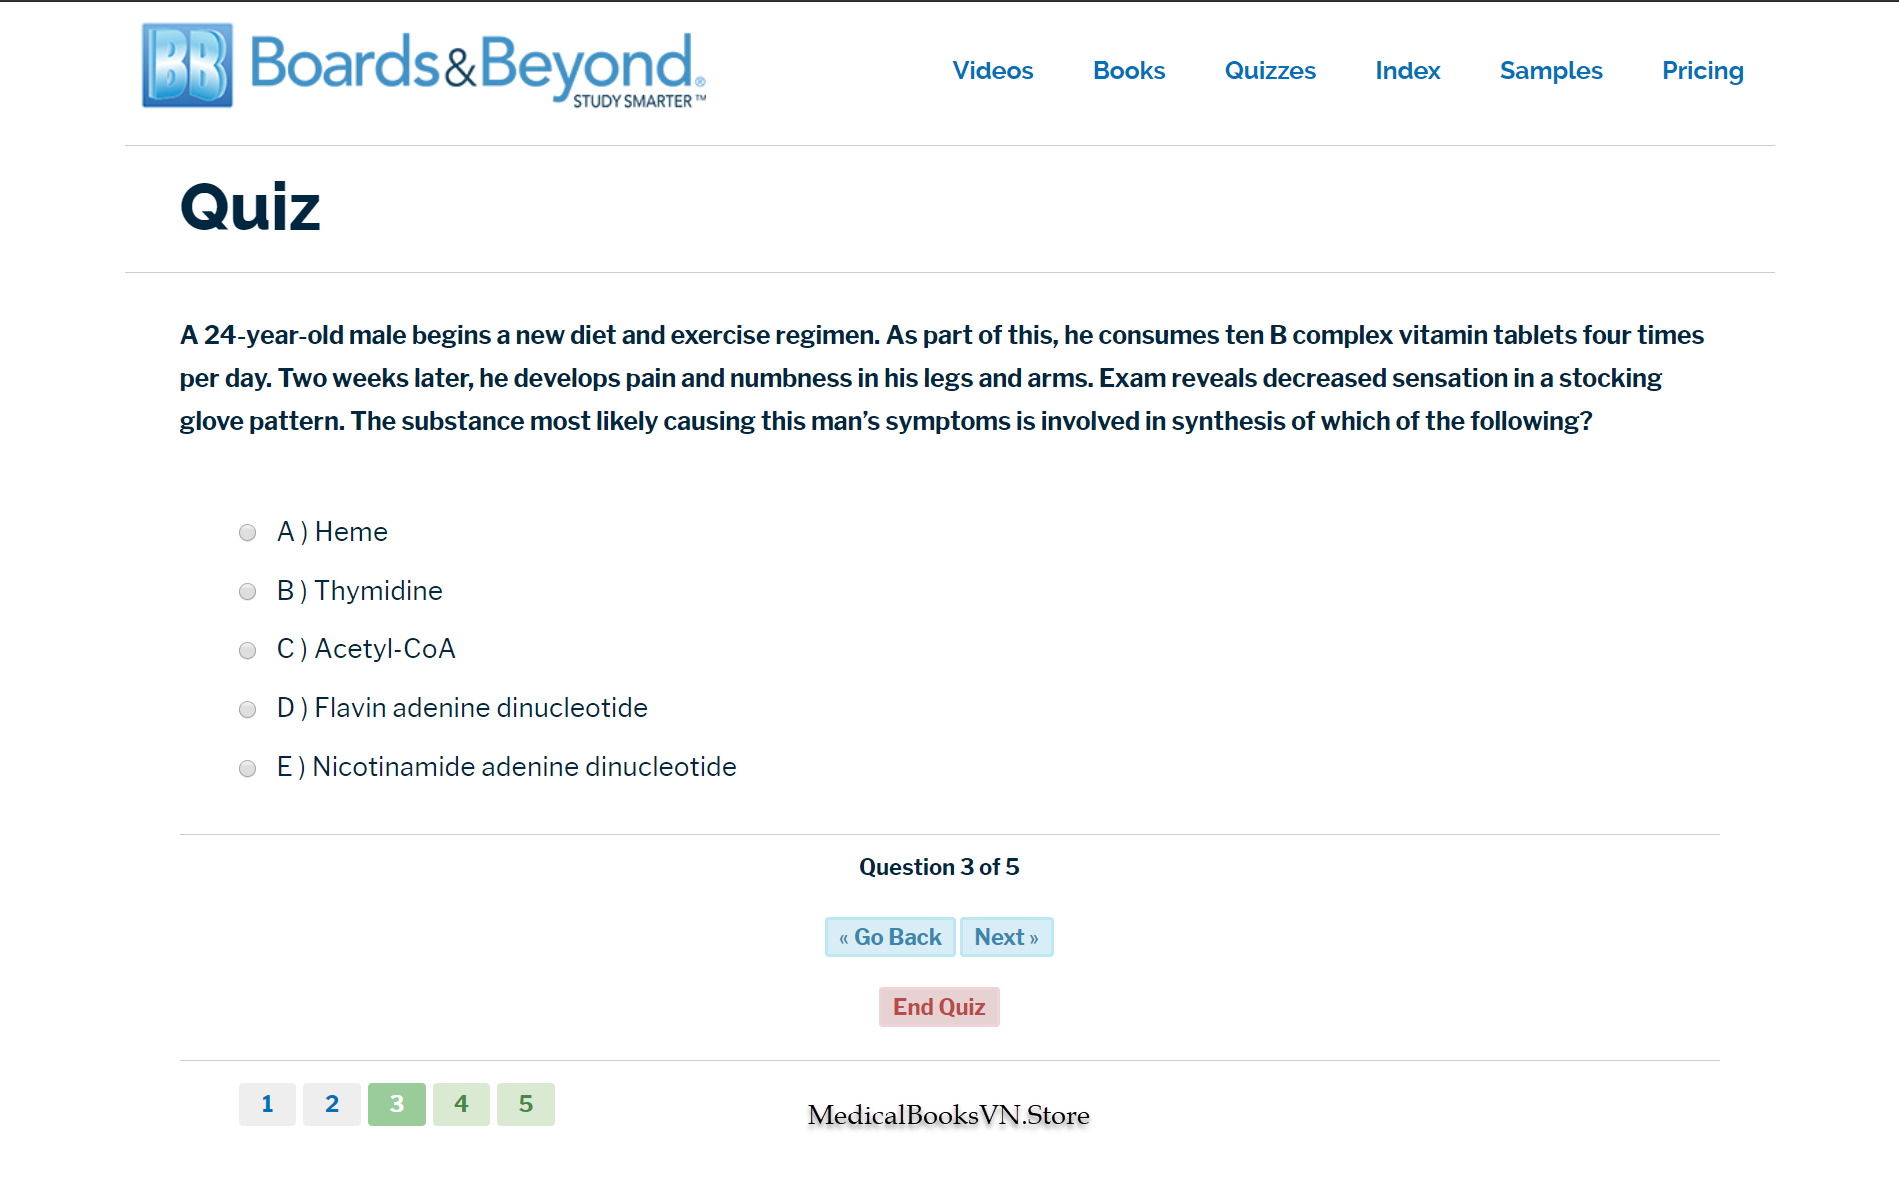 BB Boards&Beyond®
STUDY SMARTER™
Videos Books Quizzes Index Samples Pricing
Quiz
A 24-year-old male begins a new diet and exercise regimen. As part of this, he consumes ten B complex vitamin tablets four times
per day. Two weeks later, he develops pain and numbness in his legs and arms. Exam reveals decreased sensation in a stocking
glove pattern. The substance most likely causing this man’s symptoms is involved in synthesis of which of the following?
A ) Heme
B ) Thymidine
C ) Acetyl-CoA
D ) Flavin adenine dinucleotide
E ) Nicotinamide adenine dinucleotide
Question 3 of 5
« Go Back Next »
End Quiz
1 2 3 4 5
MedicalBooksVN.Store